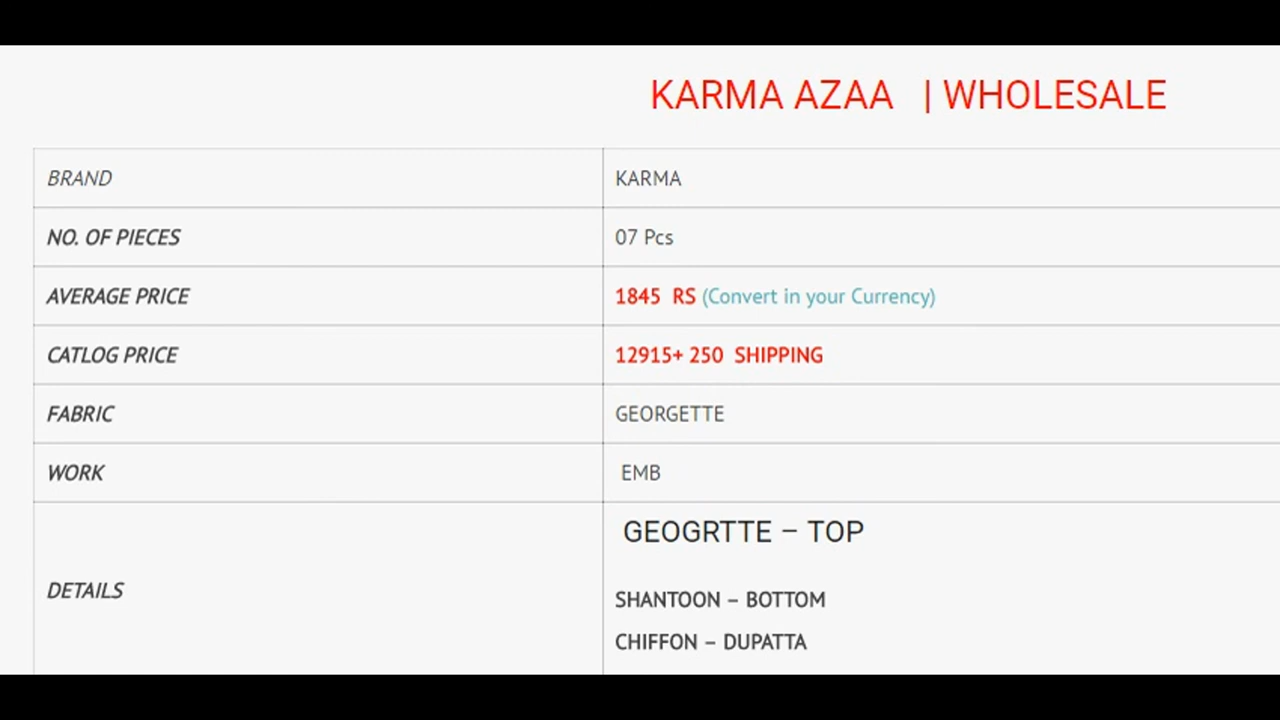 KARMA AZAA | WHOLESALE
BRAND KARMA
NO. OF PIECES 07 Pcs
AVERAGE PRICE 1845 RS (Convert in your Currency)
CATLOG PRICE 12915+ 250 SHIPPING
FABRIC GEORGETTE
WORK EMB
DETAILS GEOGRTTE – TOP
SHANTOON – BOTTOM
CHIFFON – DUPATTA